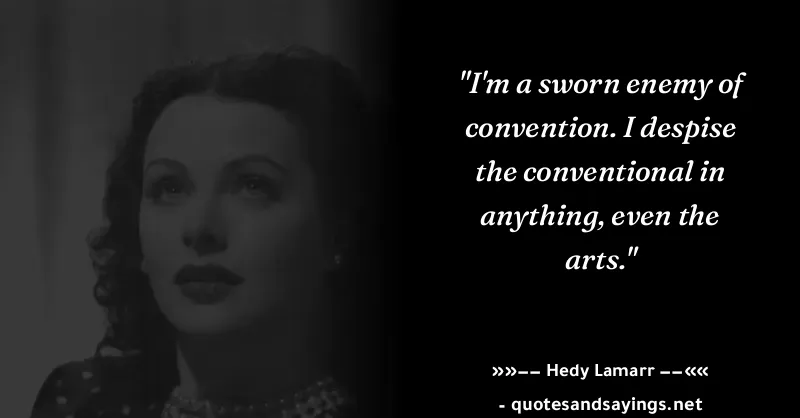 "I'm a sworn enemy of
convention. I despise
the conventional in
anything, even the
arts."
»»−− Hedy Lamarr −−««
- quotesandsayings.net